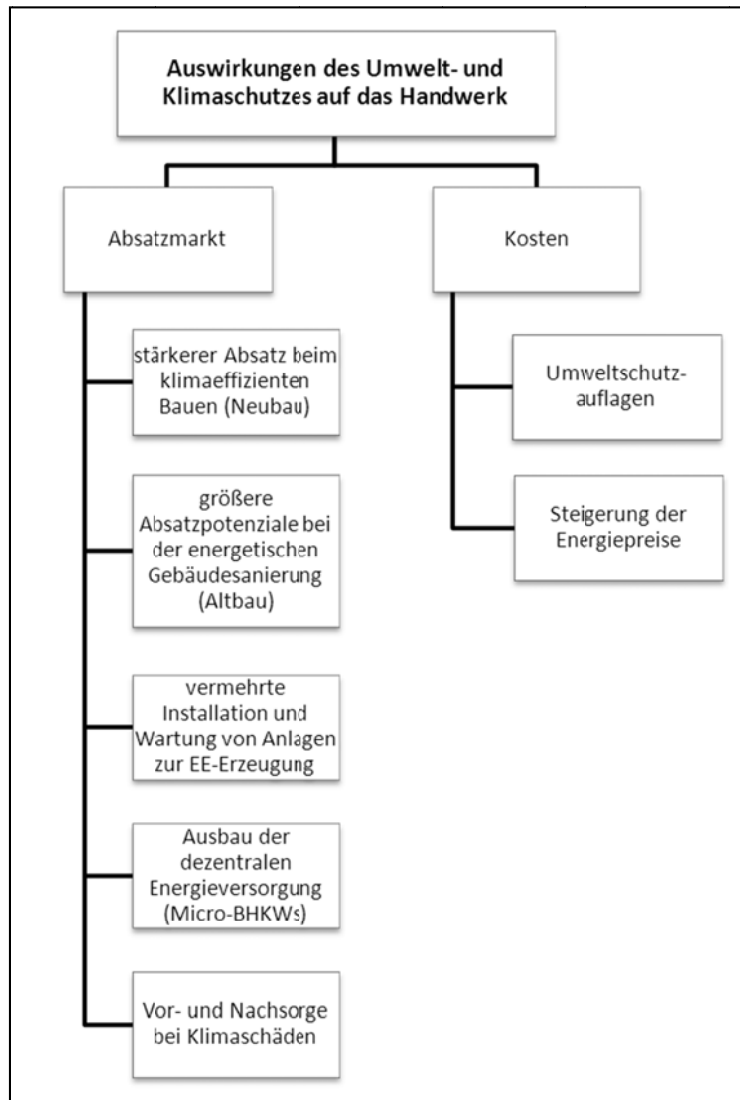 Auswirkungen des Umwelt- und
Klimaschutzes auf das Handwerk
Absatzmarkt
stärkerer Absatz beim
klimaeffizienten
Bauen (Neubau)
größere
Absatzpotenziale bei
der energetischen
Gebäudesanierung
(Altbau)
vermehrte
Installation und
Wartung von Anlagen
zur EE-Erzeugung
Ausbau der
dezentralen
Energieversorgung
(Micro-BHKWs)
Vor- und Nachsorge
bei Klimaschäden
Kosten
Umweltschutz-
auflagen
Steigerung der
Energiepreise